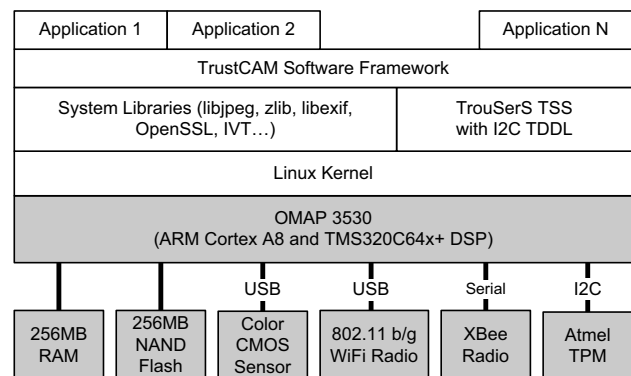 Application 1
Application 2
Application N
TrustCAM Software Framework
System Libraries (libjpeg, zlib, libexif,
OpenSSL, IVT…)
TrouSerS TSS
with I2C TDDL
Linux Kernel
OMAP 3530
(ARM Cortex A8 and TMS320C64x+ DSP)
USB
USB
Serial
I2C
256MB
RAM
256MB
NAND
Flash
Color
CMOS
Sensor
802.11 b/g
WiFi Radio
XBee
Radio
Atmel
TPM